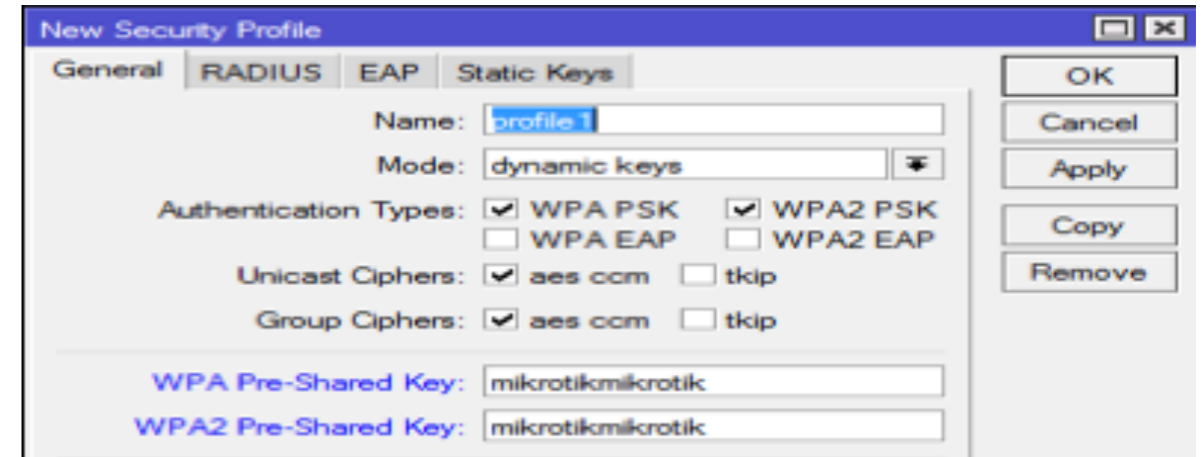 New Security Profile
General RADIUS EAP Static Keys
OK
Name: profile1
Cancel
Mode: dynamic keys
Apply
Authentication Types: WPA PSK WPA2 PSK
WPA EAP WPA2 EAP
Copy
Unicast Ciphers: aes ccm tkip
Remove
Group Ciphers: aes ccm tkip
WPA Pre-Shared Key: mikrotikmikrotik
WPA2 Pre-Shared Key: mikrotikmikrotik